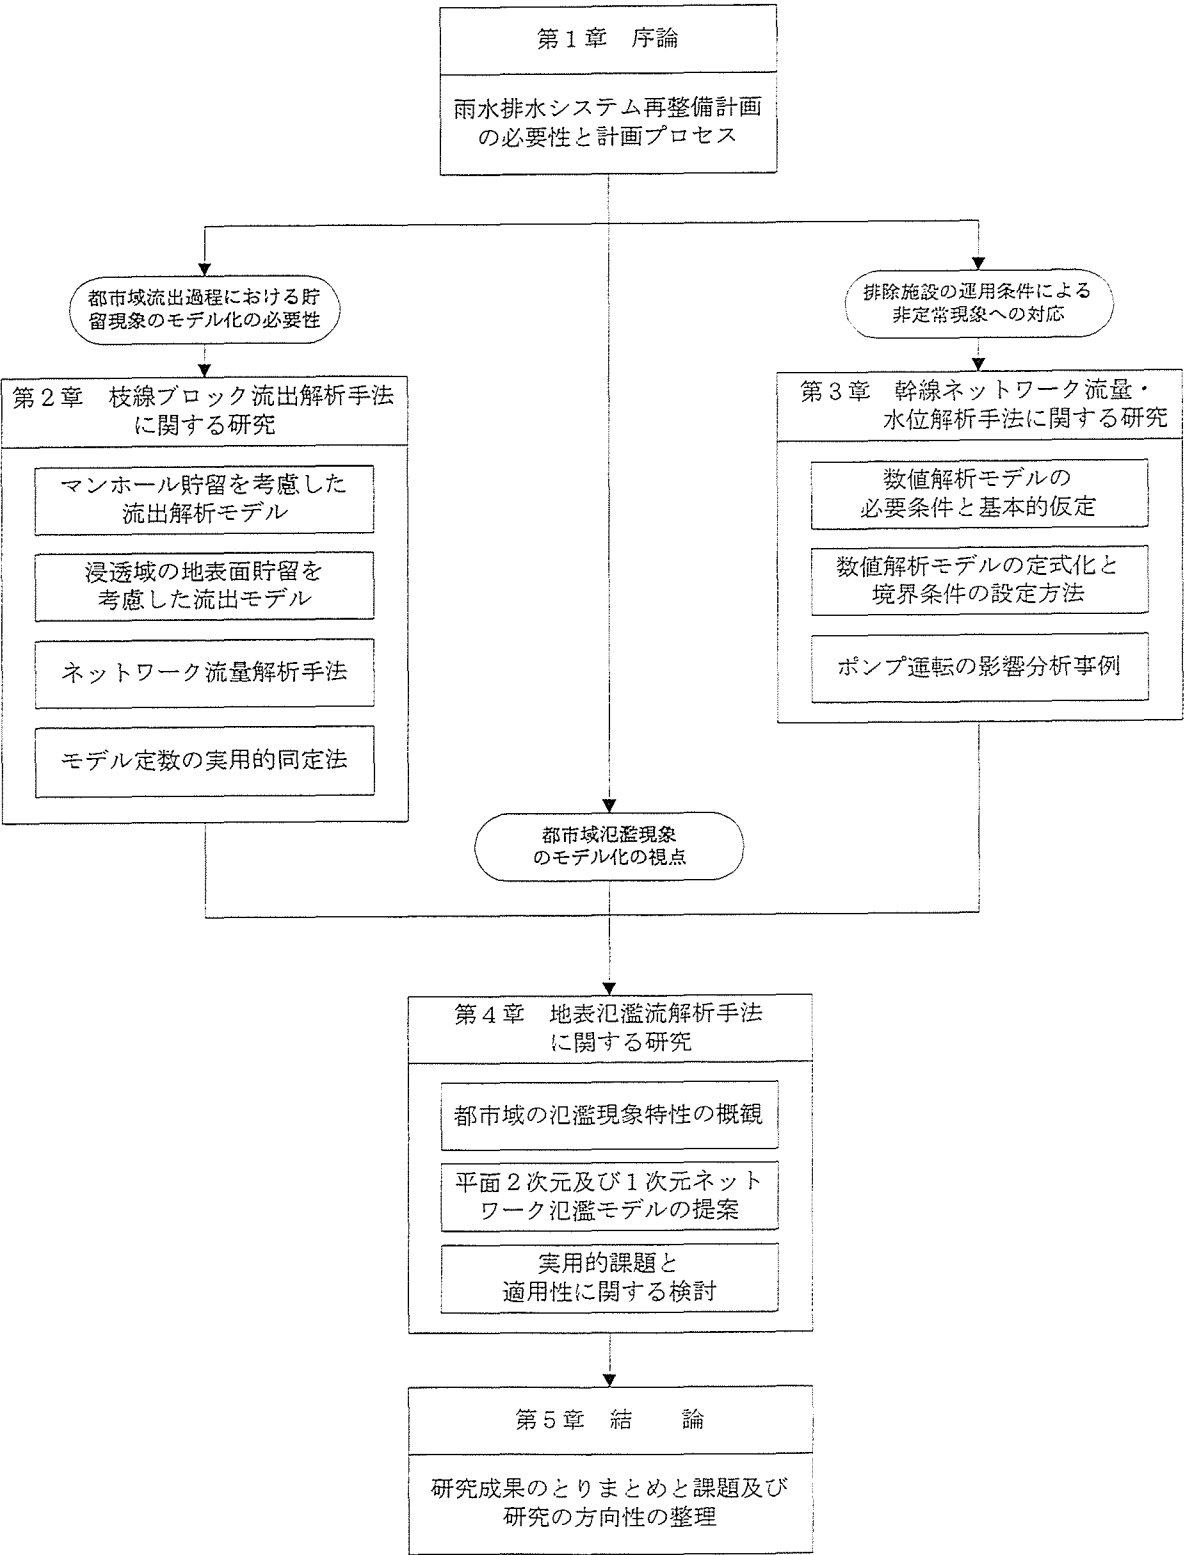 第1章　序論
雨水排水システム再整備計画
の必要性と計画プロセス
都市域流出過程における貯
留現象のモデル化の必要性
排除施設の運用条件による
非定常現象への対応
第2章　枝線ブロック流出解析手法
に関する研究
マンホール貯留を考慮した
流出解析モデル
浸透域の地表面貯留を
考慮した流出モデル
ネットワーク流量解析手法
モデル定数の実用的同定法
第3章　幹線ネットワーク流量・
水位解析手法に関する研究
数値解析モデルの
必要条件と基本的仮定
数値解析モデルの定式化と
境界条件の設定方法
ポンプ運転の影響分析事例
都市域氾濫現象
のモデル化の視点
第4章　地表氾濫流解析手法
に関する研究
都市域の氾濫現象特性の概観
平面2次元及び1次元ネット
ワーク氾濫モデルの提案
実用的課題と
適用性に関する検討
第5章　結　　論
研究成果のとりまとめと課題及び
研究の方向性の整理